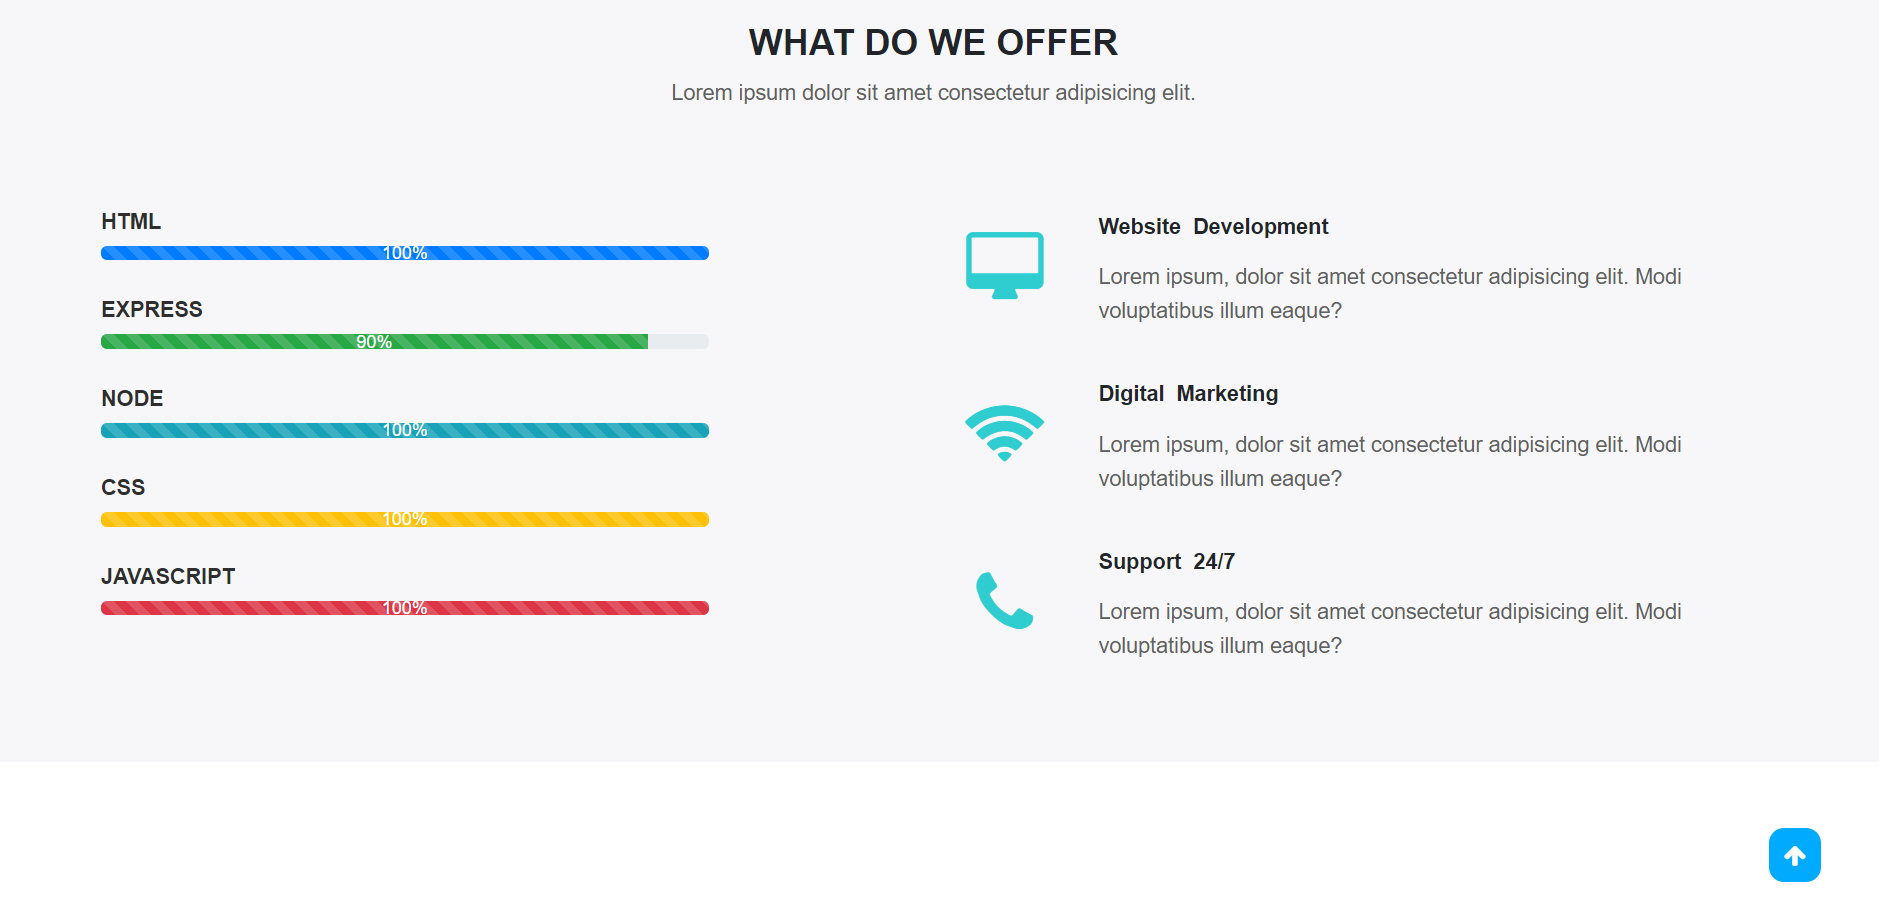 WHAT DO WE OFFER
Lorem ipsum dolor sit amet consectetur adipisicing elit.
HTML
100%
EXPRESS
90%
NODE
100%
CSS
100%
JAVASCRIPT
100%
Website Development
Lorem ipsum, dolor sit amet consectetur adipisicing elit. Modi
voluptatibus illum eaque?
Digital Marketing
Lorem ipsum, dolor sit amet consectetur adipisicing elit. Modi
voluptatibus illum eaque?
Support 24/7
Lorem ipsum, dolor sit amet consectetur adipisicing elit. Modi
voluptatibus illum eaque?